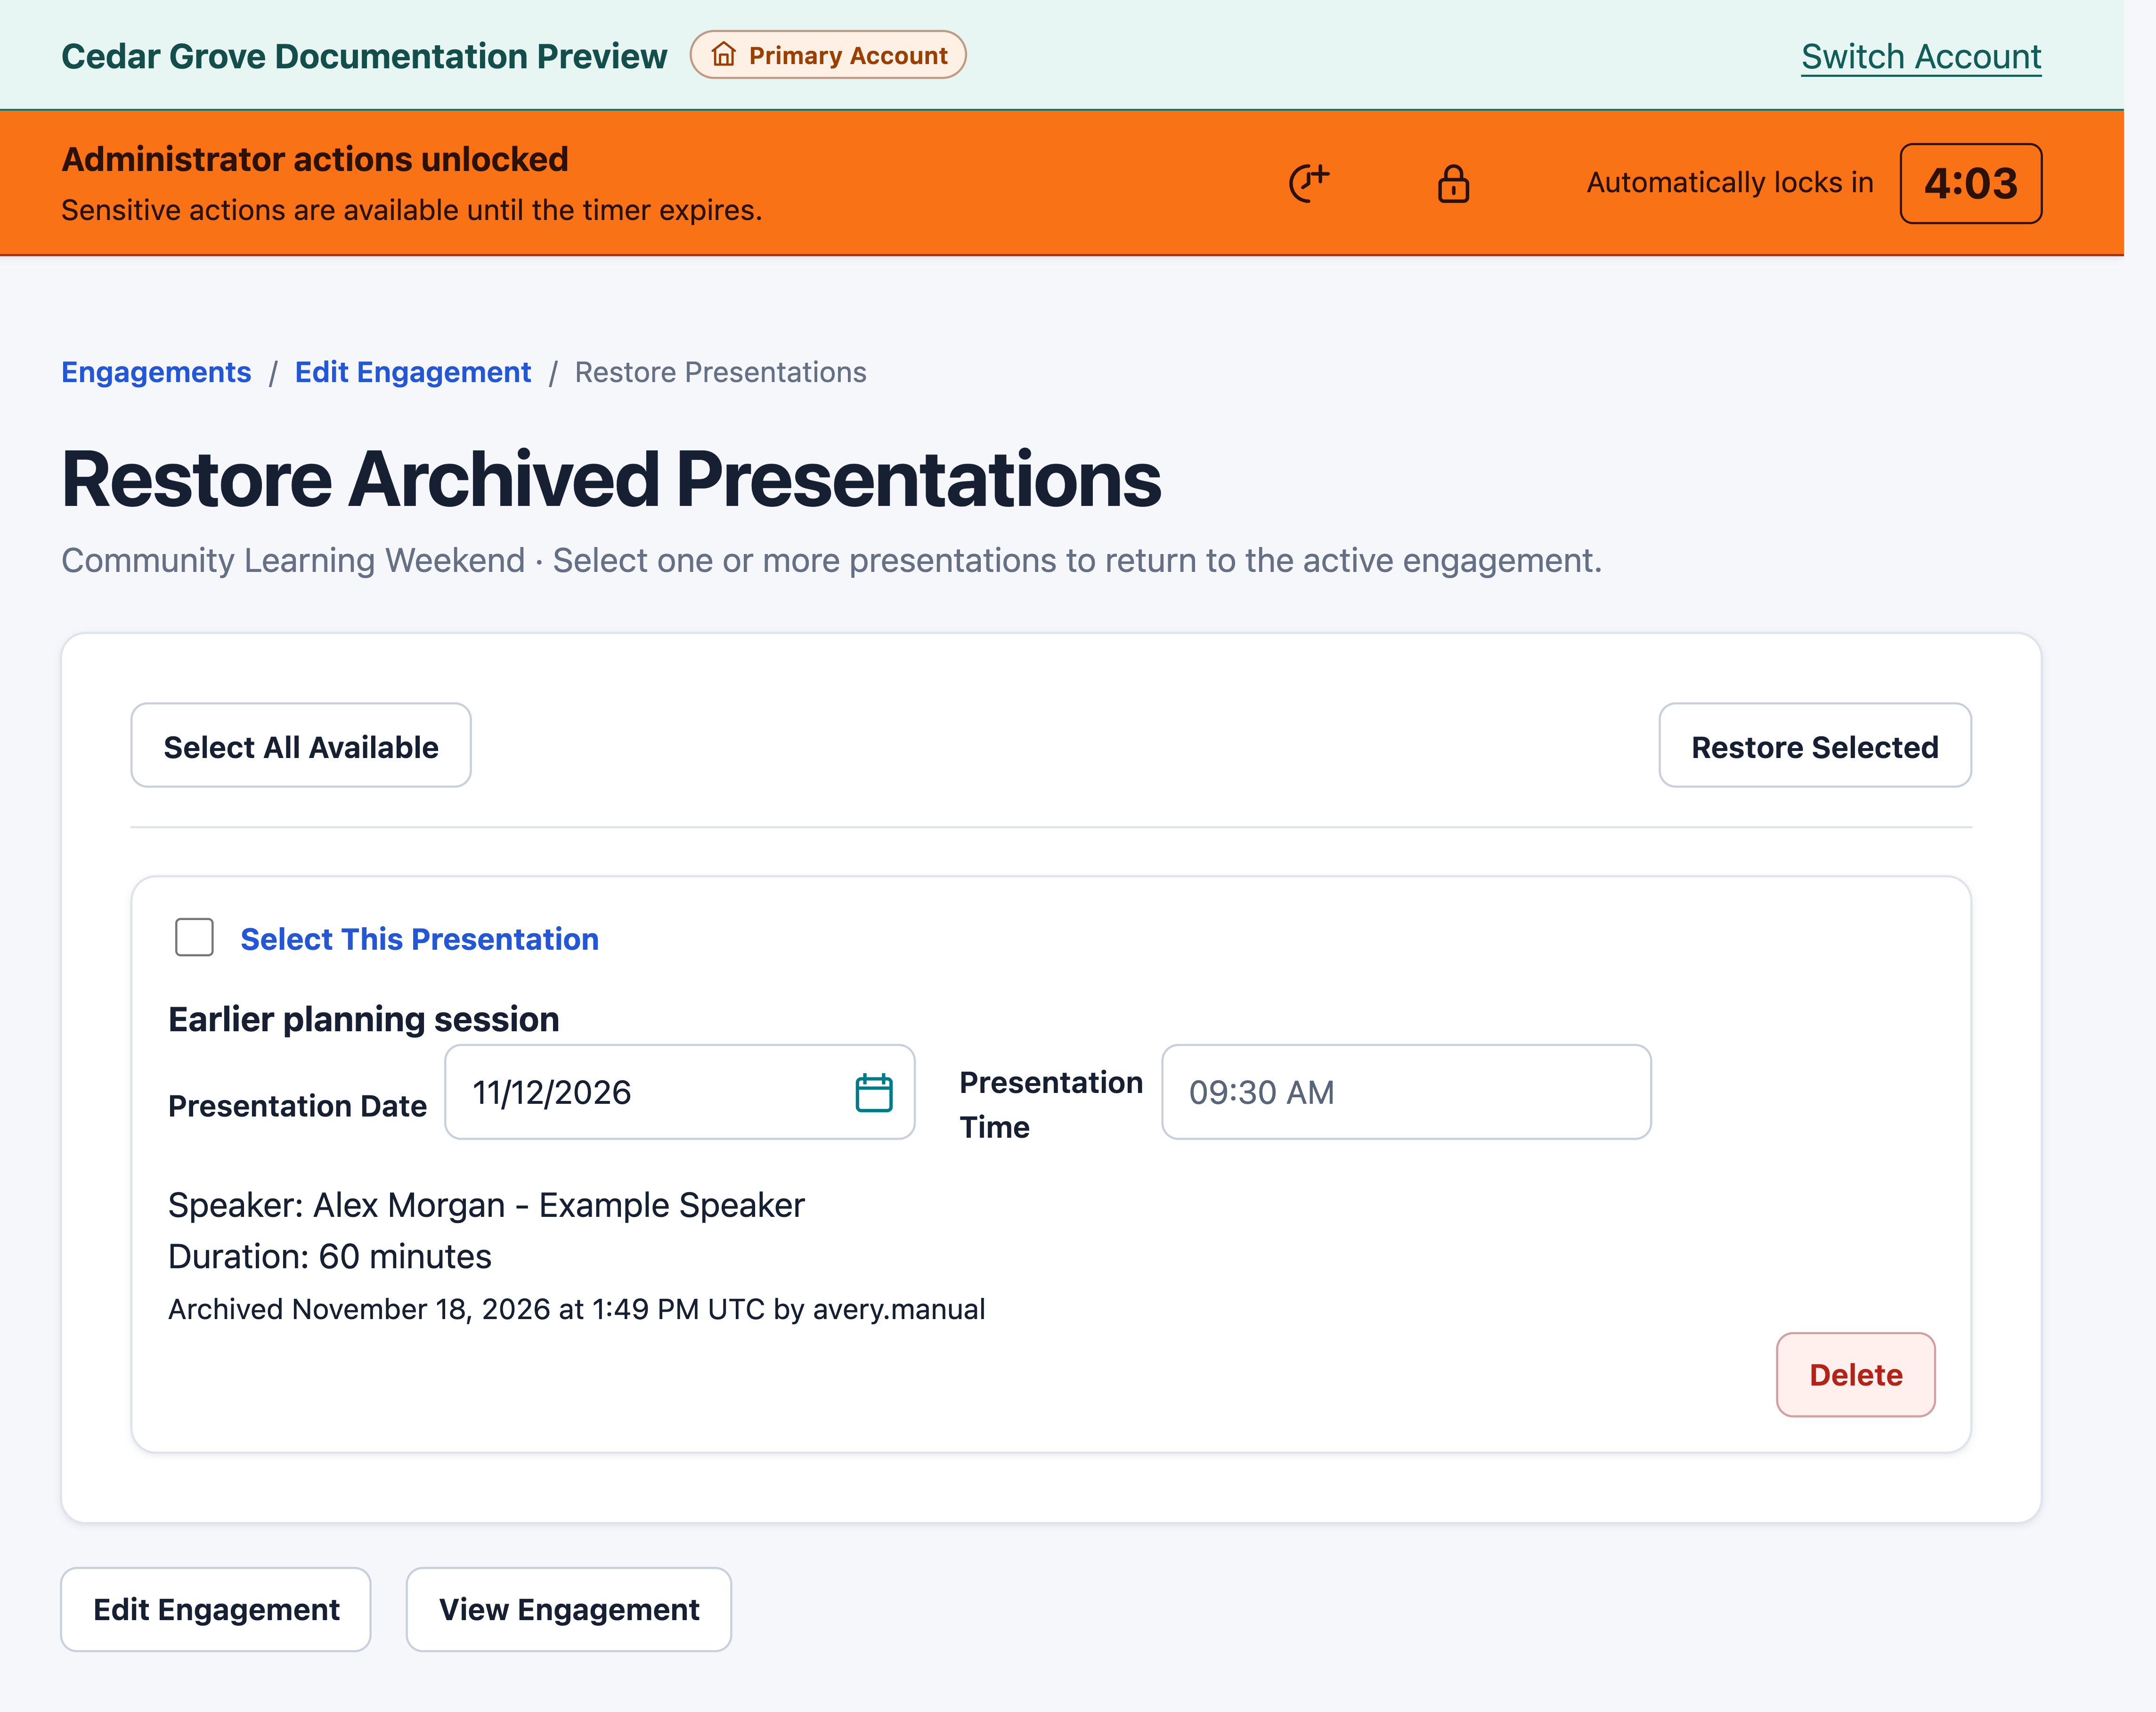 Cedar Grove Documentation Preview Primary Account Switch Account
Administrator actions unlocked
Sensitive actions are available until the timer expires.
Automatically locks in 4:03
Engagements / Edit Engagement / Restore Presentations
Restore Archived Presentations
Community Learning Weekend · Select one or more presentations to return to the active engagement.
Select All Available Restore Selected
Select This Presentation
Earlier planning session
Presentation Date 11/12/2026
Presentation
Time
09:30 AM
Speaker: Alex Morgan - Example Speaker
Duration: 60 minutes
Archived November 18, 2026 at 1:49 PM UTC by avery.manual
Delete
Edit Engagement View Engagement